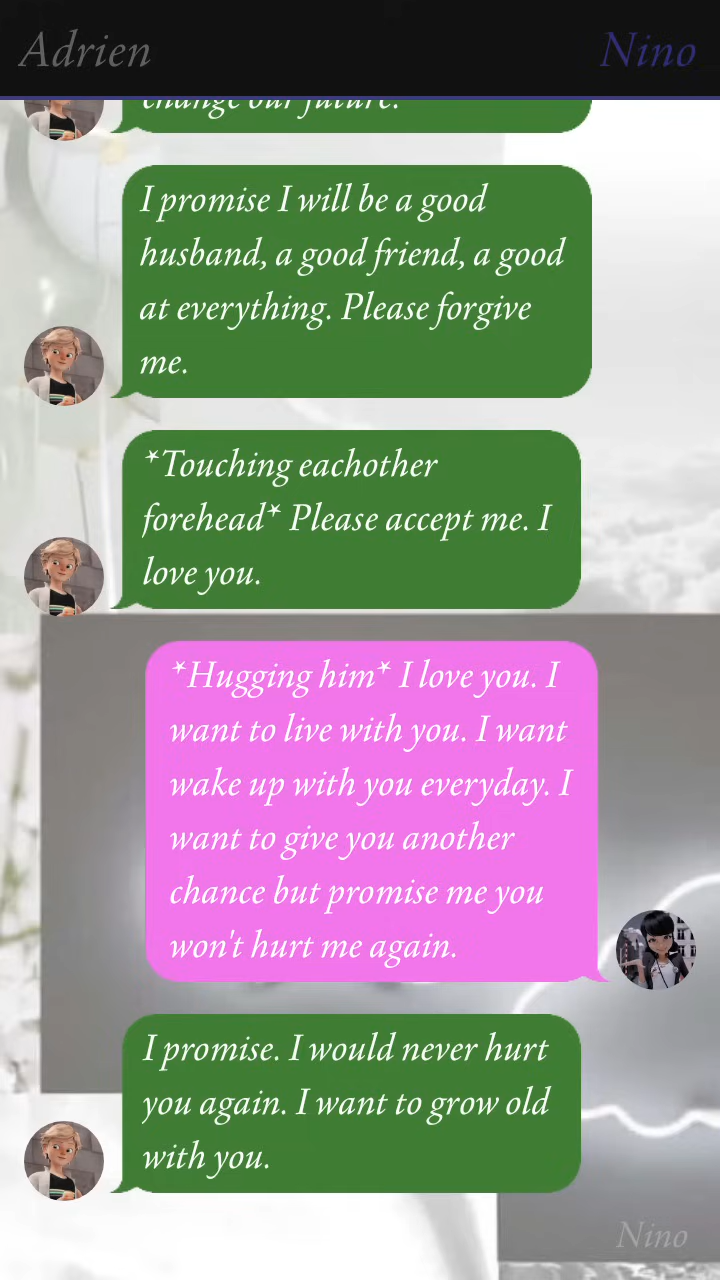 Adrien
Nino
change our future.
I promise I will be a good
husband, a good friend, a good
at everything. Please forgive
me.
*Touching eachother
forehead* Please accept me. I
love you.
*Hugging him* I love you. I
want to live with you. I want
wake up with you everyday. I
want to give you another
chance but promise me you
won't hurt me again.
I promise. I would never hurt
you again. I want to grow old
with you.
Nino